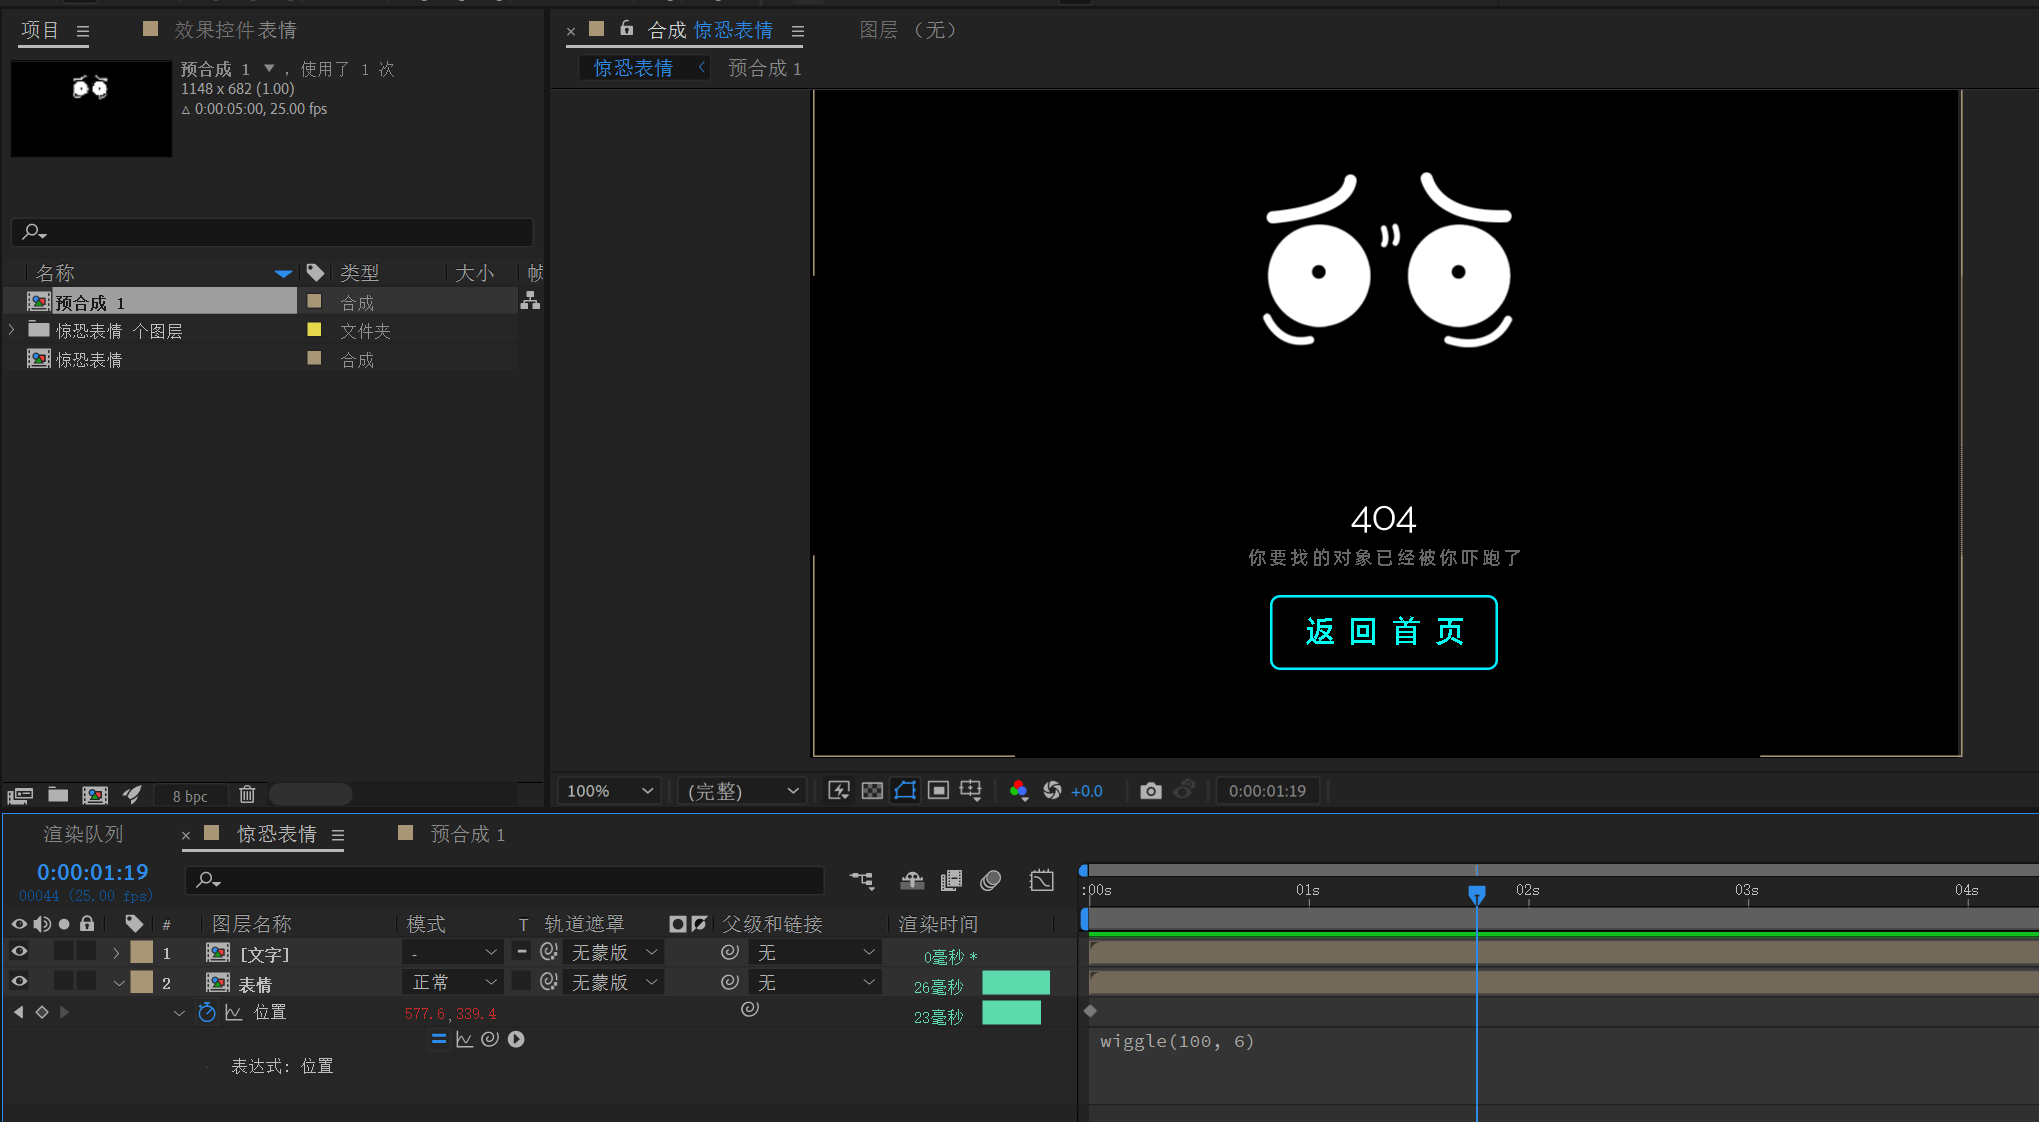 项目
效果控件表情
预合成 1 ，使用了 1 次
1148 x 682 (1.00)
△ 0:00:05:00, 25.00 fps
名称 类型 大小 帧
预合成 1 合成
惊恐表情 个图层 文件夹
惊恐表情 合成
8 bpc
合成 惊恐表情
图层 （无）
惊恐表情 预合成 1
404
你要找的对象已经被你吓跑了
返回首页
100% (完整) +0.0 0:00:01:19
渲染队列 惊恐表情 预合成 1
0:00:01:19
00044 (25.00 fps)
:00s 01s 02s 03s 04s
# 图层名称 模式 T 轨道遮罩 父级和链接 渲染时间
1 [文字] - 无蒙版 无 0毫秒 *
2 表情 正常 无蒙版 无 26毫秒
位置 577.6,339.4 23毫秒
wiggle(100, 6)
表达式: 位置